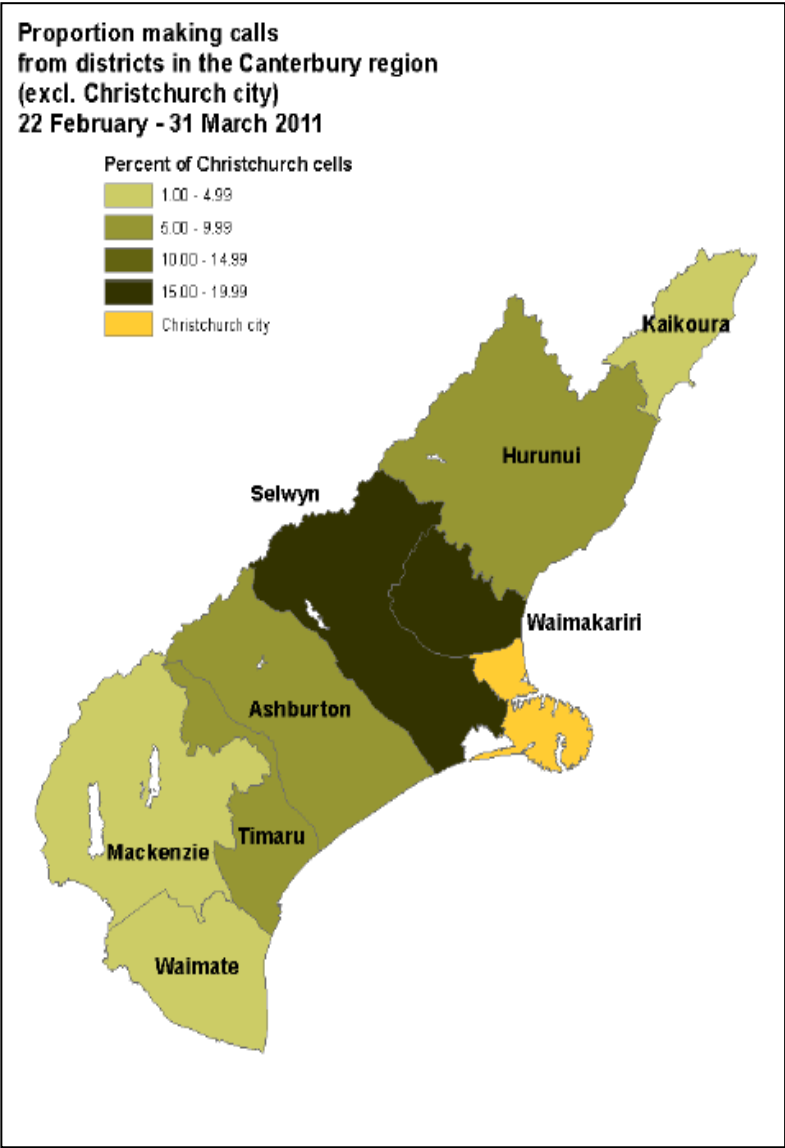 Proportion making calls
from districts in the Canterbury region
(excl. Christchurch city)
22 February - 31 March 2011
Percent of Christchurch cells
1.00 - 4.99
5.00 - 9.99
10.00 - 14.99
15.00 - 19.99
Christchurch city
Kaikoura
Hurunui
Selwyn
Waimakariri
Ashburton
Timaru
Mackenzie
Waimate